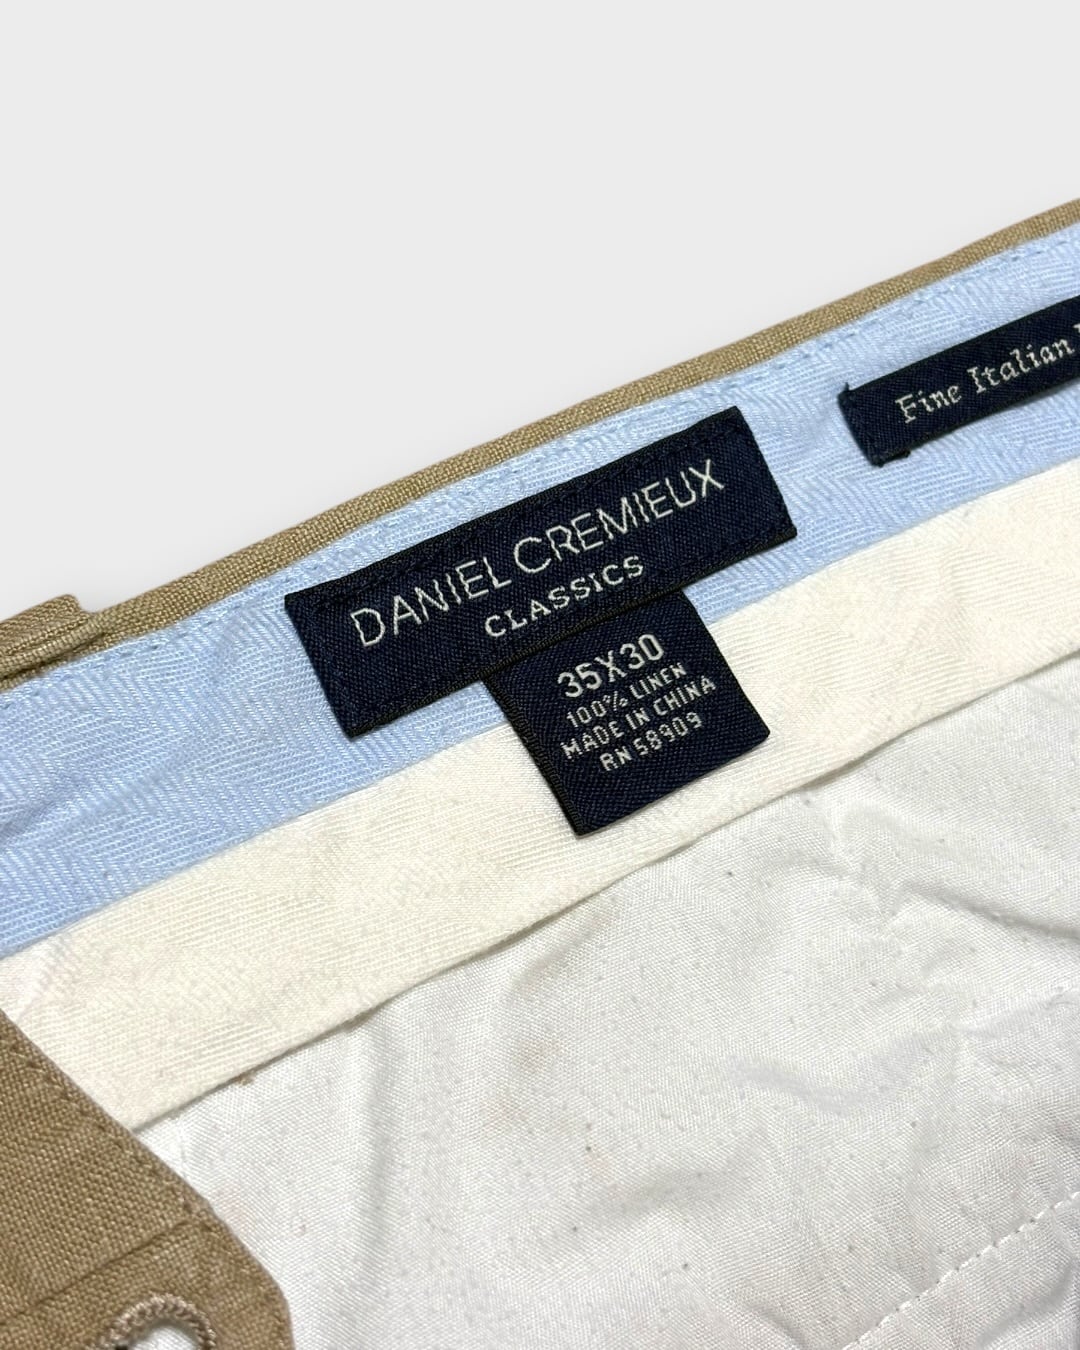 DANIEL CREMIEUX
CLASSICS
35X30
100% LINEN
MADE IN CHINA
RN 58909
Fine Italian